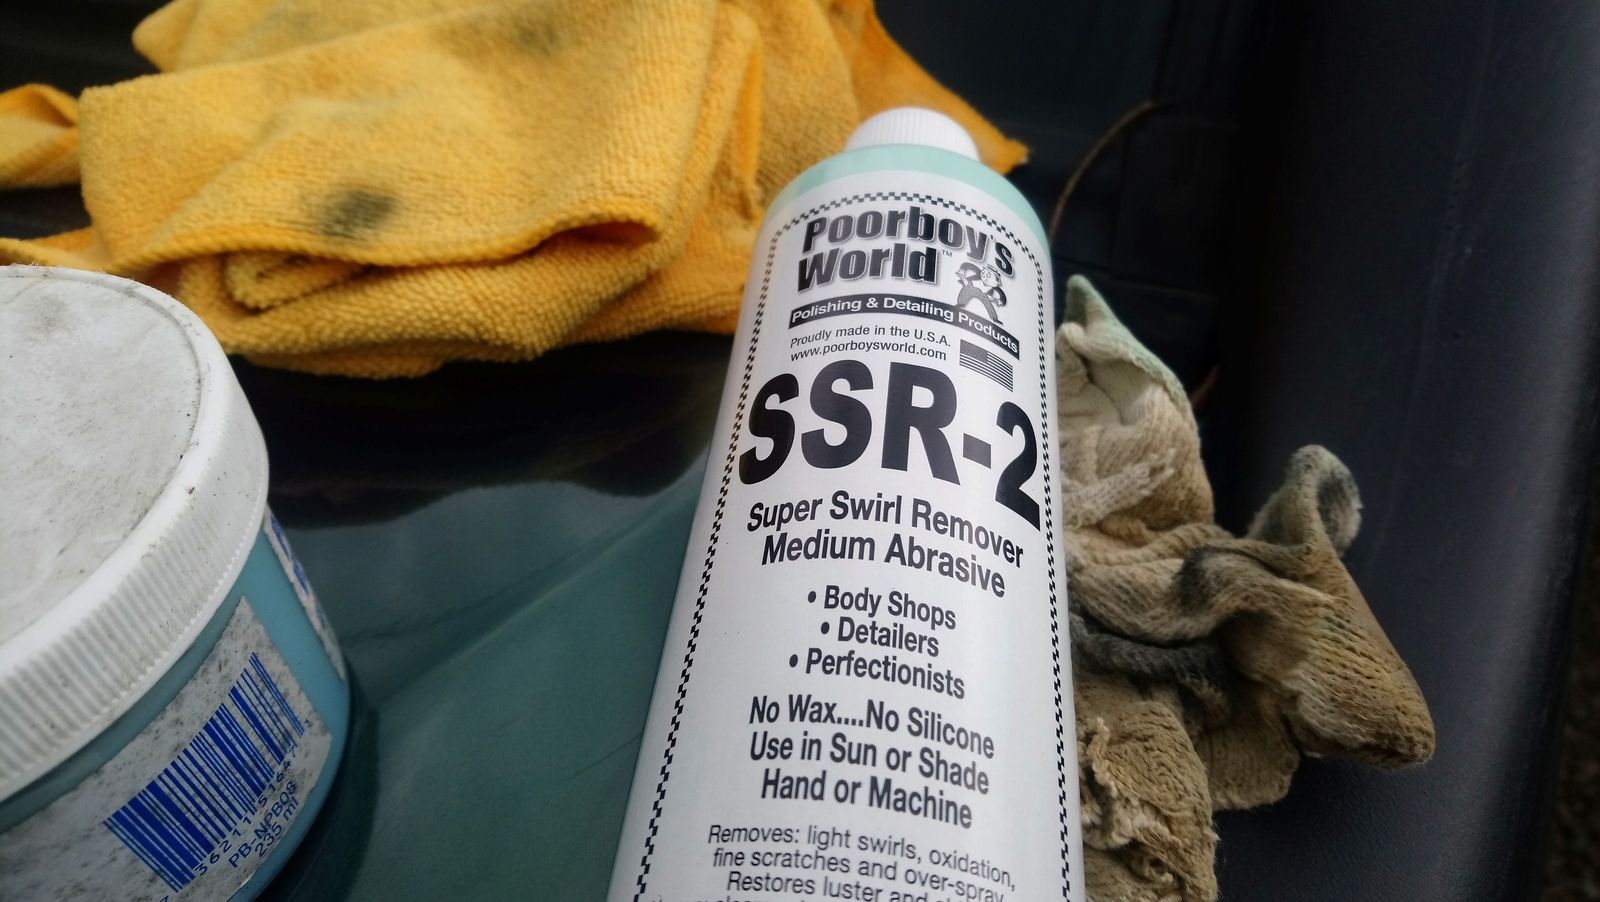 Poorboy's
World™
Polishing & Detailing Products
Proudly made in the U.S.A.
www.poorboysworld.com
SSR-2
Super Swirl Remover
Medium Abrasive
• Body Shops
• Detailers
• Perfectionists
No Wax....No Silicone
Use in Sun or Shade
Hand or Machine
Removes: light swirls, oxidation,
fine scratches and over-spray.
Restores luster and
PB-NPB08
235 ml